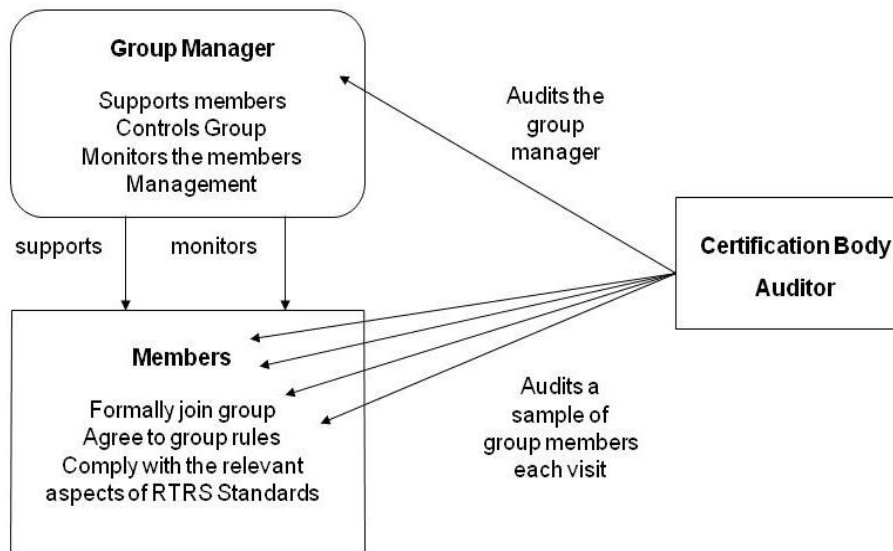 Group Manager
Supports members
Controls Group
Monitors the members
Management
Audits the
group
manager
supports
monitors
Certification Body
Auditor
Members
Formally join group
Agree to group rules
Comply with the relevant
aspects of RTRS Standards
Audits a
sample of
group members
each visit